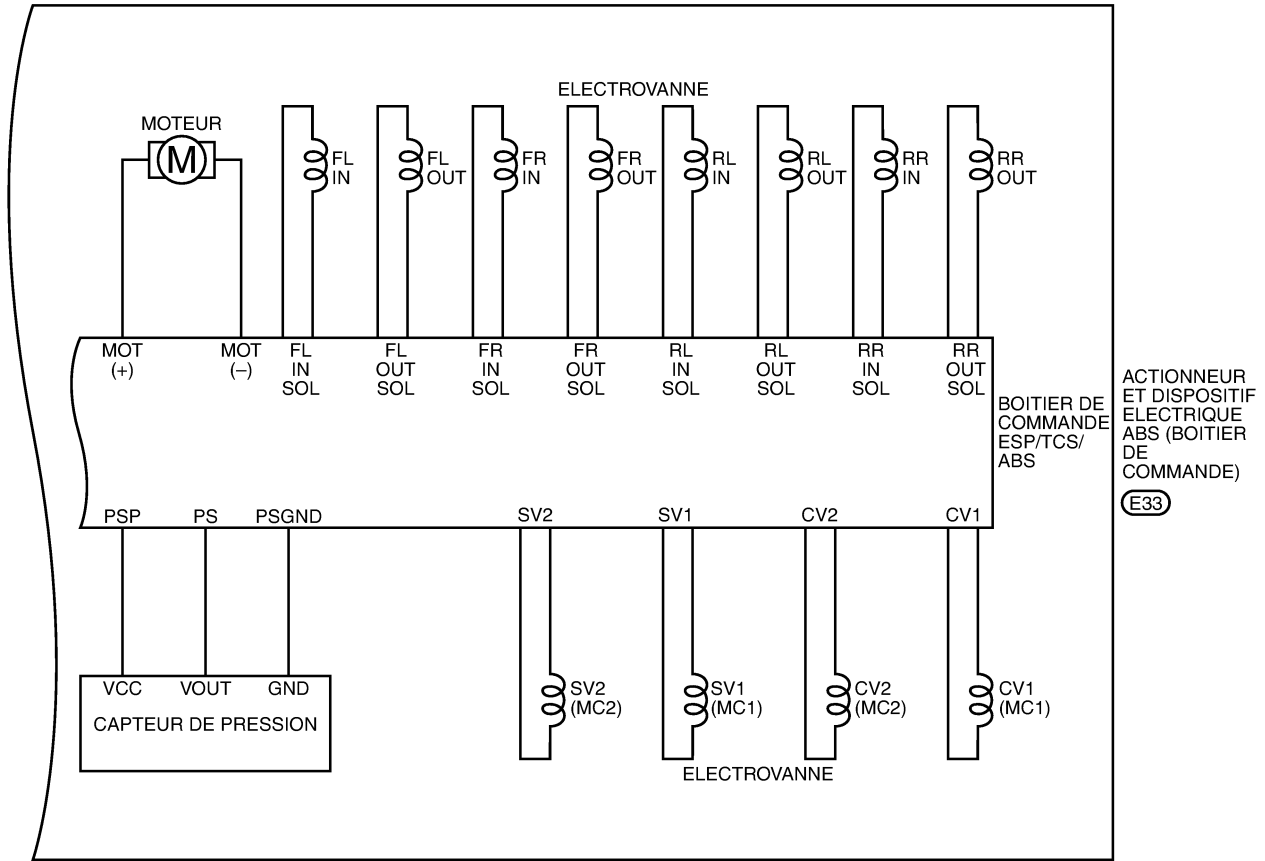 ELECTROVANNE
MOTEUR
M
FL
IN
FL
OUT
FR
IN
FR
OUT
RL
IN
RL
OUT
RR
IN
RR
OUT
MOT
(+)
MOT
(–)
FL
IN
SOL
FL
OUT
SOL
FR
IN
SOL
FR
OUT
SOL
RL
IN
SOL
RL
OUT
SOL
RR
IN
SOL
RR
OUT
SOL
BOITIER DE
COMMANDE
ESP/TCS/
ABS
ACTIONNEUR
ET DISPOSITIF
ELECTRIQUE
ABS (BOITIER
DE
COMMANDE)
E33
PSP
PS
PSGND
SV2
SV1
CV2
CV1
VCC
VOUT
GND
CAPTEUR DE PRESSION
SV2
(MC2)
SV1
(MC1)
CV2
(MC2)
CV1
(MC1)
ELECTROVANNE